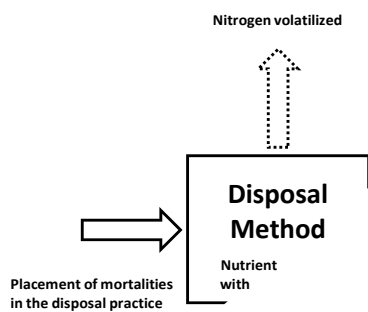 Nitrogen volatilized
Disposal
Method
Nutrient
with
Placement of mortalities
in the disposal practice